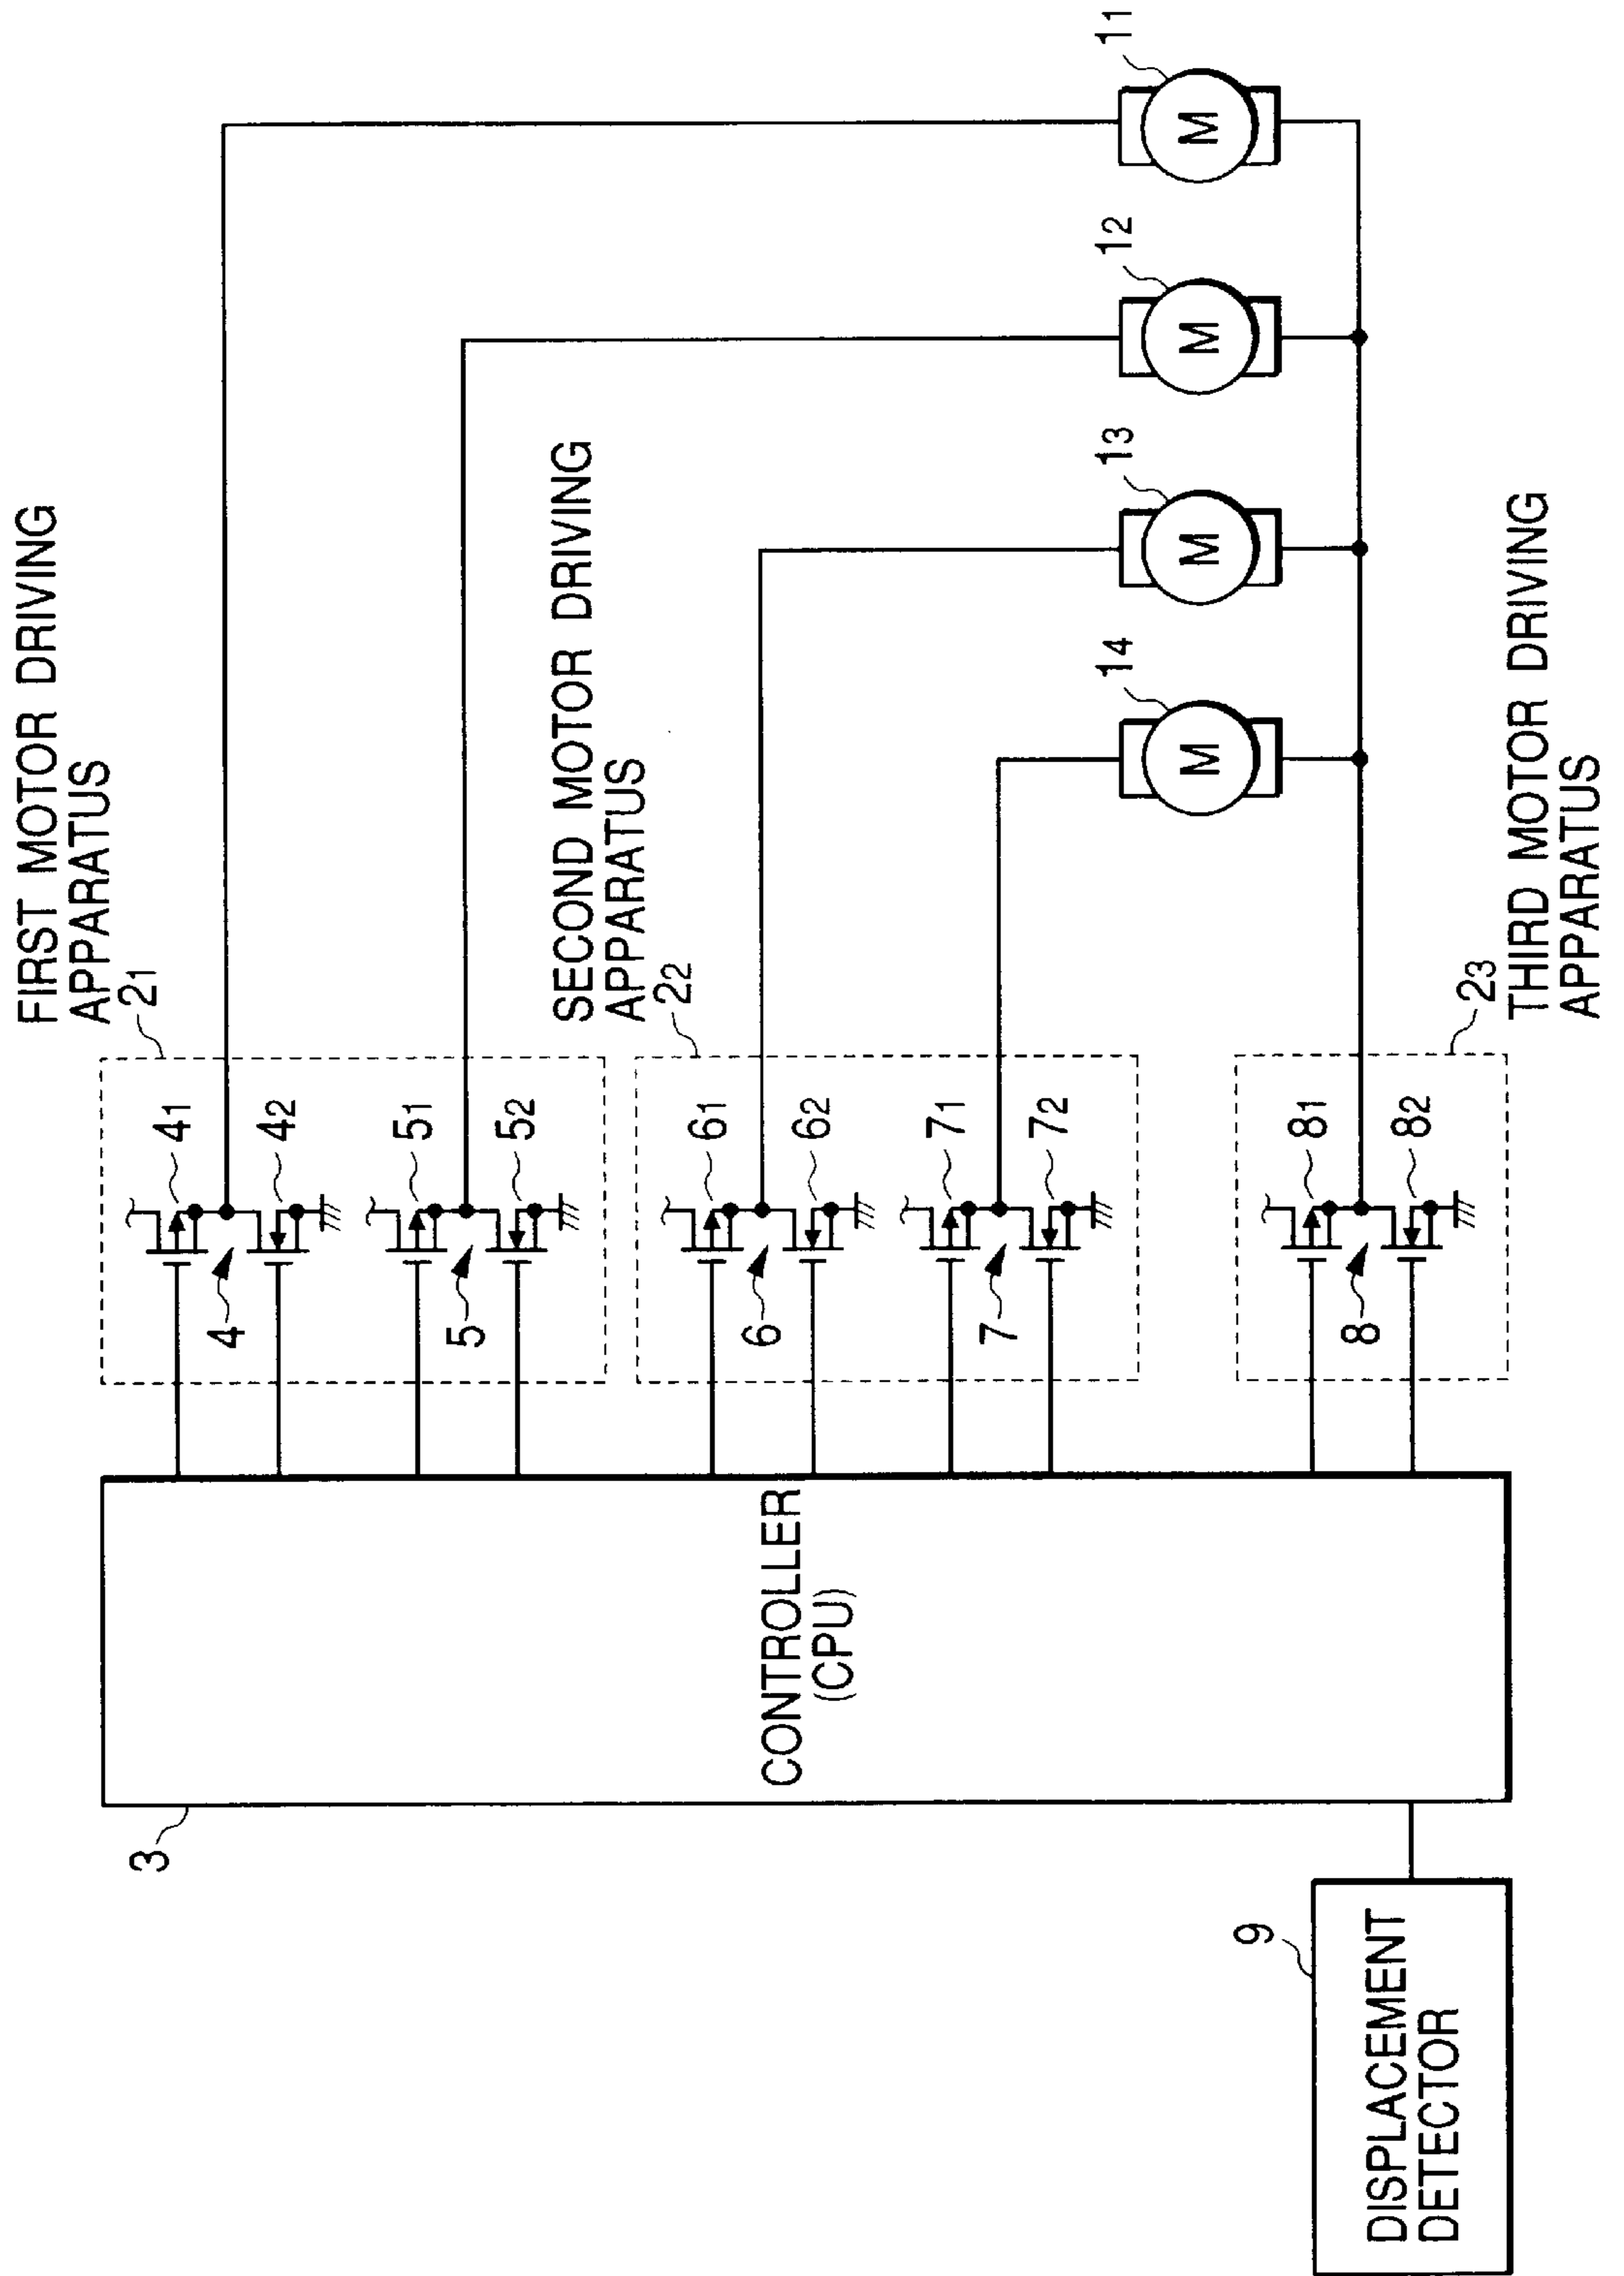 FIRST MOTOR DRIVING
APPARATUS
21
3
41
42
4
51
52
5
SECOND MOTOR DRIVING
APPARATUS
22
61
62
6
CONTROLLER
(CPU)
71
72
7
11
12
13
14
M
M
M
M
81
82
8
23
THIRD MOTOR DRIVING
APPARATUS
9
DISPLACEMENT
DETECTOR